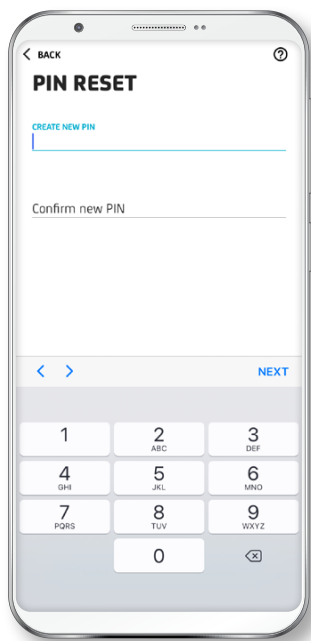 BACK
PIN RESET
CREATE NEW PIN
Confirm new PIN
NEXT
1 2 3
ABC DEF
4 5 6
GHI JKL MNO
7 8 9
PQRS TUV WXYZ
0